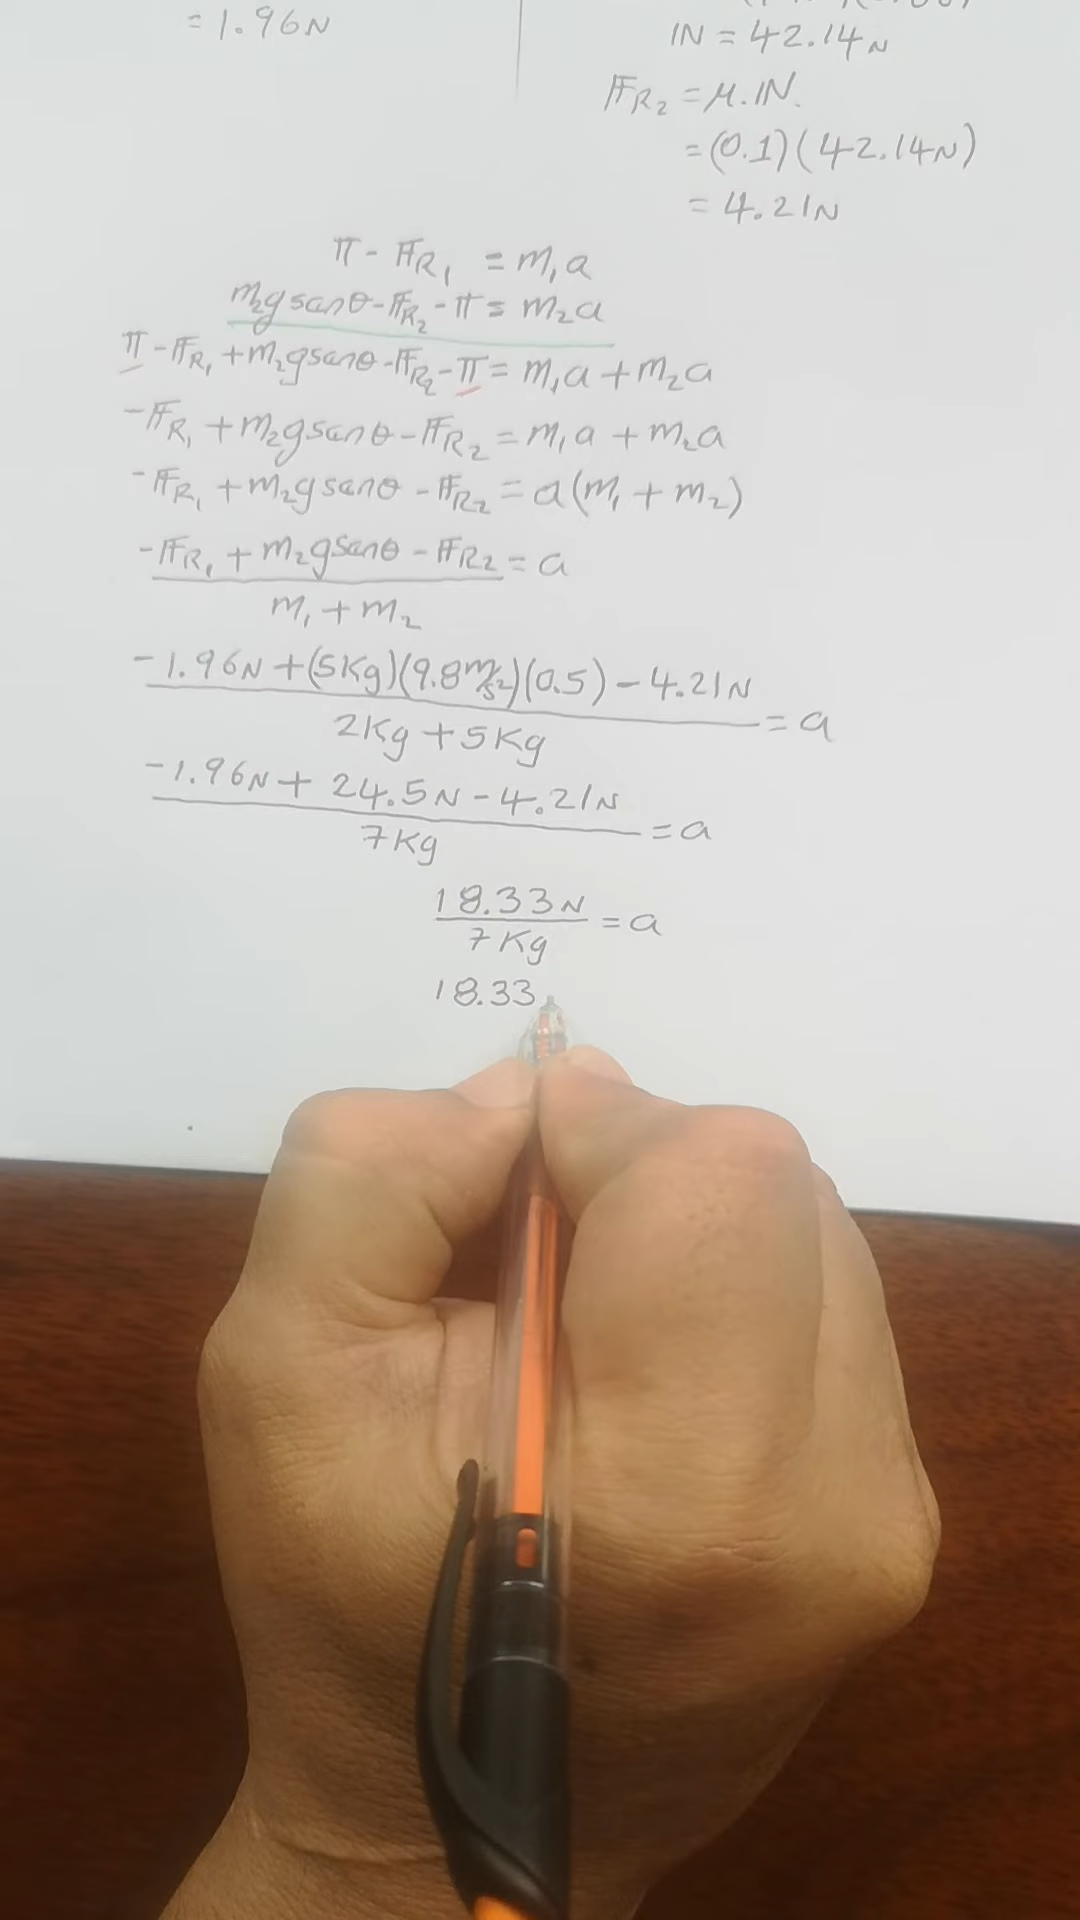 = 1.96N
IN = 42.14N
FR2 = μ.IN.
= (0.1)(42.14N)
= 4.21N
T - FR1 = m1a
m2gsenθ - FR2 - T = m2a
T - FR1 + m2gsenθ - FR2 - T = m1a + m2a
-FR1 + m2gsenθ - FR2 = m1a + m2a
-FR1 + m2gsenθ - FR2 = a(m1 + m2)
-FR1 + m2gsenθ - FR2 = a
m1 + m2
-1.96N + (5Kg)(9.8m/s2)(0.5) - 4.21N = a
2Kg + 5Kg
-1.96N + 24.5N - 4.21N = a
7Kg
18.33N = a
7Kg
18.33